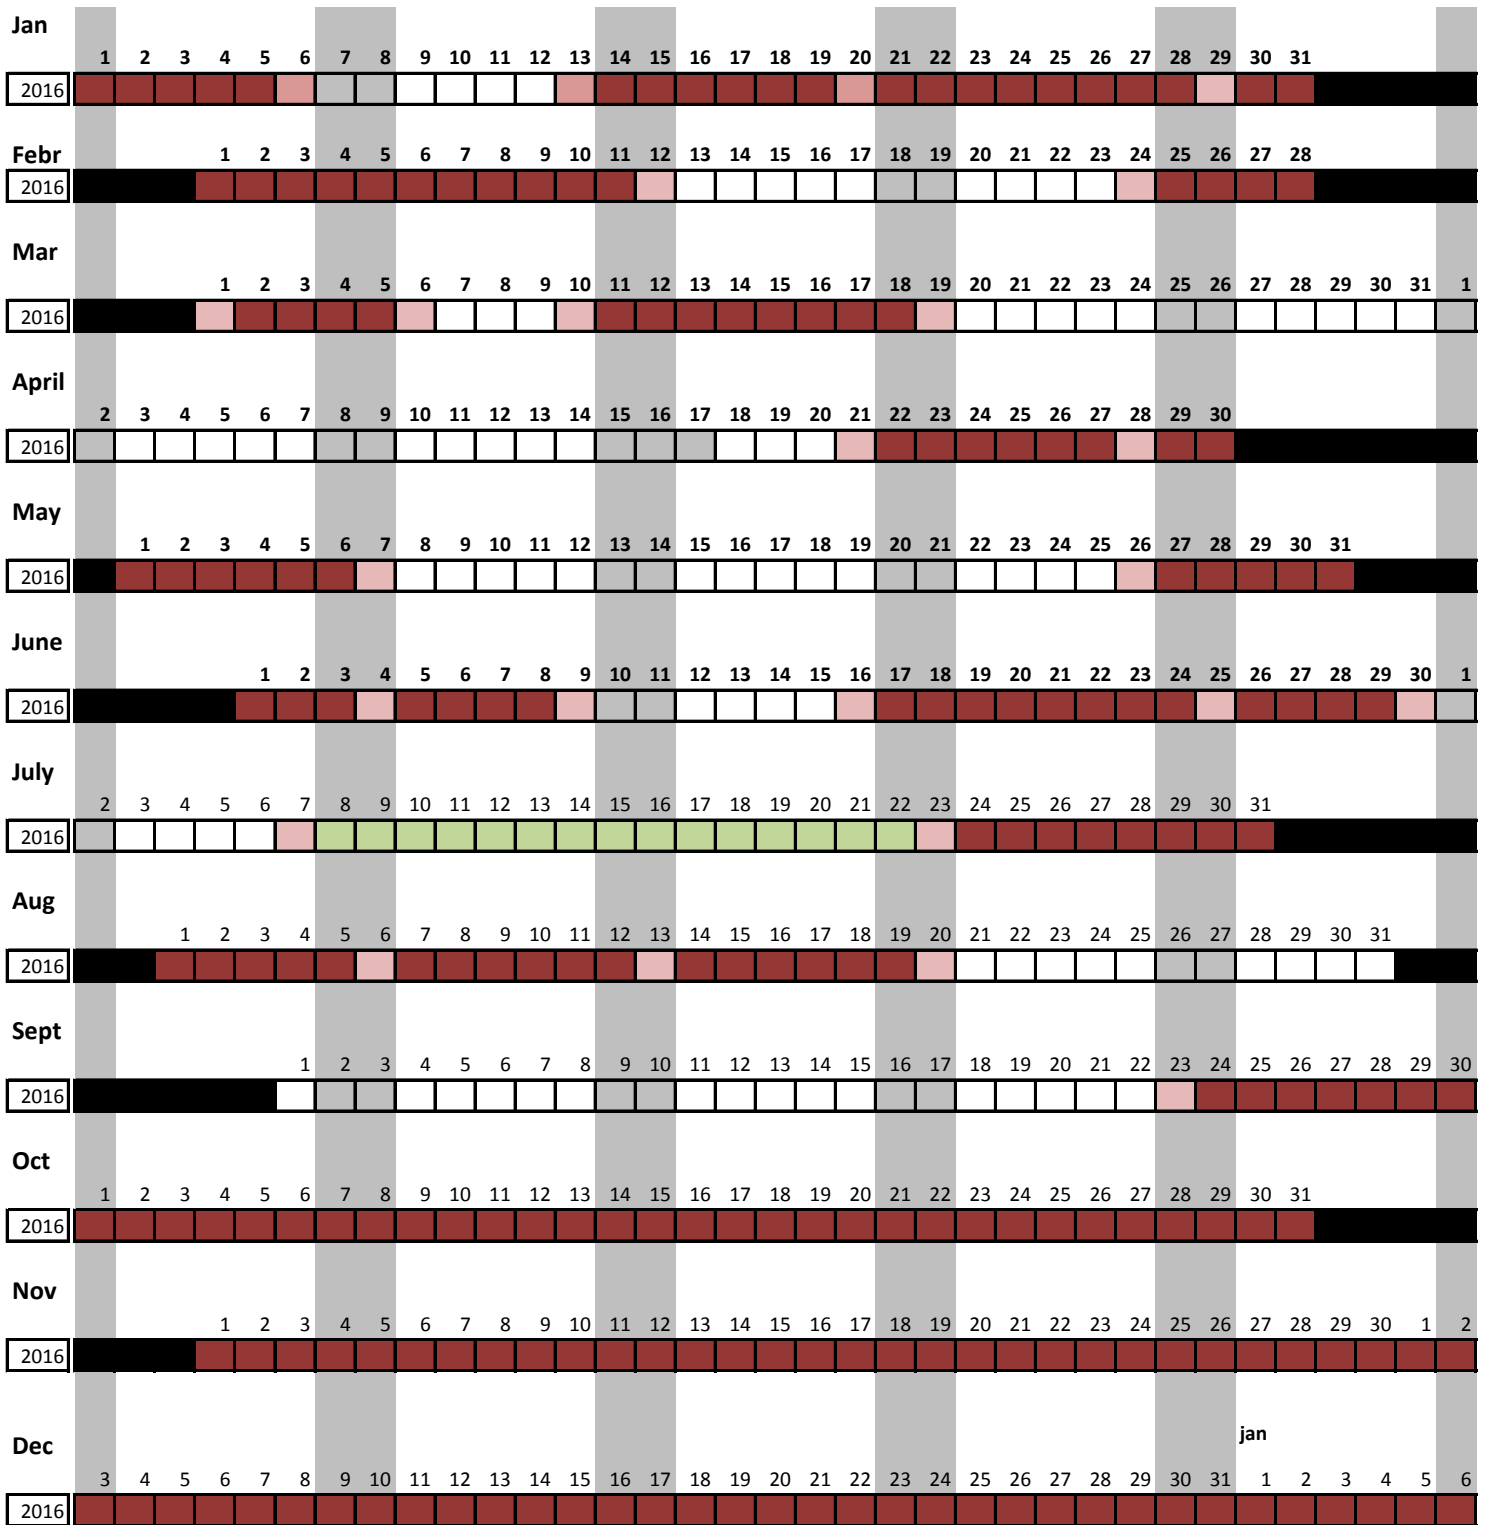 Jan
1 2 3 4 5 6 7 8 9 10 11 12 13 14 15 16 17 18 19 20 21 22 23 24 25 26 27 28 29 30 31
2016
Febr 1 2 3 4 5 6 7 8 9 10 11 12 13 14 15 16 17 18 19 20 21 22 23 24 25 26 27 28
2016
Mar
1 2 3 4 5 6 7 8 9 10 11 12 13 14 15 16 17 18 19 20 21 22 23 24 25 26 27 28 29 30 31 1
2016
April
2 3 4 5 6 7 8 9 10 11 12 13 14 15 16 17 18 19 20 21 22 23 24 25 26 27 28 29 30
2016
May
1 2 3 4 5 6 7 8 9 10 11 12 13 14 15 16 17 18 19 20 21 22 23 24 25 26 27 28 29 30 31
2016
June
1 2 3 4 5 6 7 8 9 10 11 12 13 14 15 16 17 18 19 20 21 22 23 24 25 26 27 28 29 30 1
2016
July
2 3 4 5 6 7 8 9 10 11 12 13 14 15 16 17 18 19 20 21 22 23 24 25 26 27 28 29 30 31
2016
Aug
1 2 3 4 5 6 7 8 9 10 11 12 13 14 15 16 17 18 19 20 21 22 23 24 25 26 27 28 29 30 31
2016
Sept
1 2 3 4 5 6 7 8 9 10 11 12 13 14 15 16 17 18 19 20 21 22 23 24 25 26 27 28 29 30
2016
Oct
1 2 3 4 5 6 7 8 9 10 11 12 13 14 15 16 17 18 19 20 21 22 23 24 25 26 27 28 29 30 31
2016
Nov
1 2 3 4 5 6 7 8 9 10 11 12 13 14 15 16 17 18 19 20 21 22 23 24 25 26 27 28 29 30 1 2
2016
Dec jan
3 4 5 6 7 8 9 10 11 12 13 14 15 16 17 18 19 20 21 22 23 24 25 26 27 28 29 30 31 1 2 3 4 5 6
2016